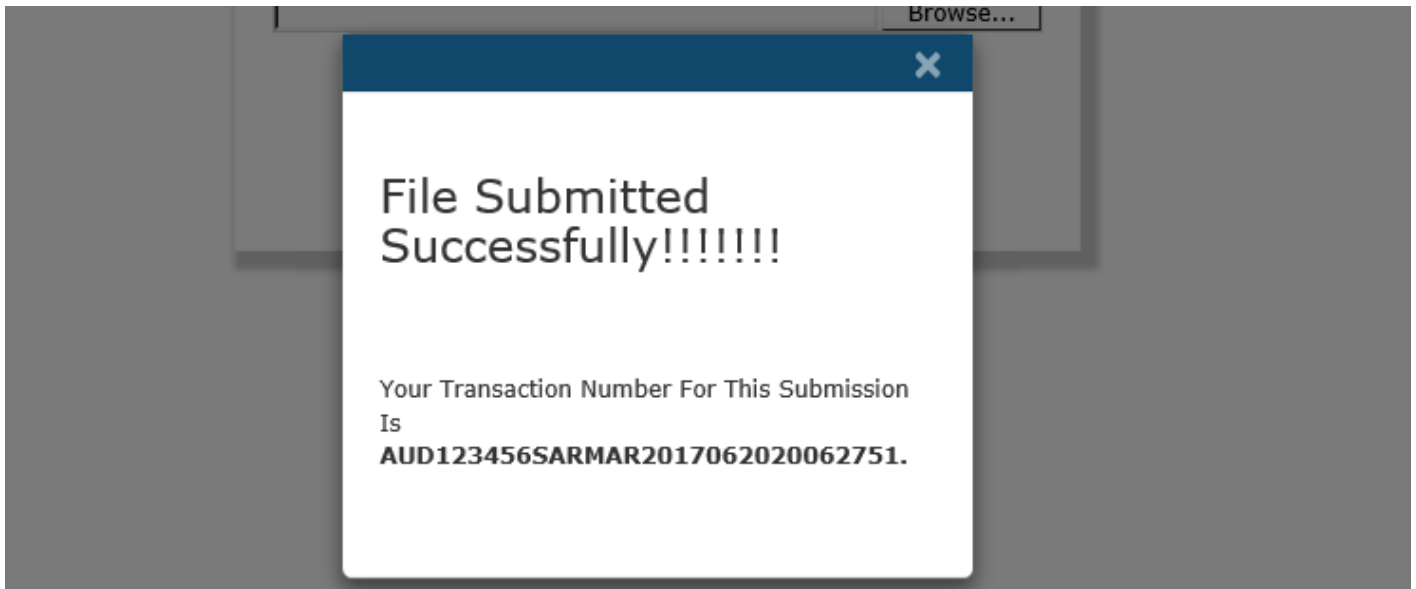 Browse...
File Submitted
Successfully!!!!!!!
Your Transaction Number For This Submission
Is
AUD123456SARMAR2017062020062751.